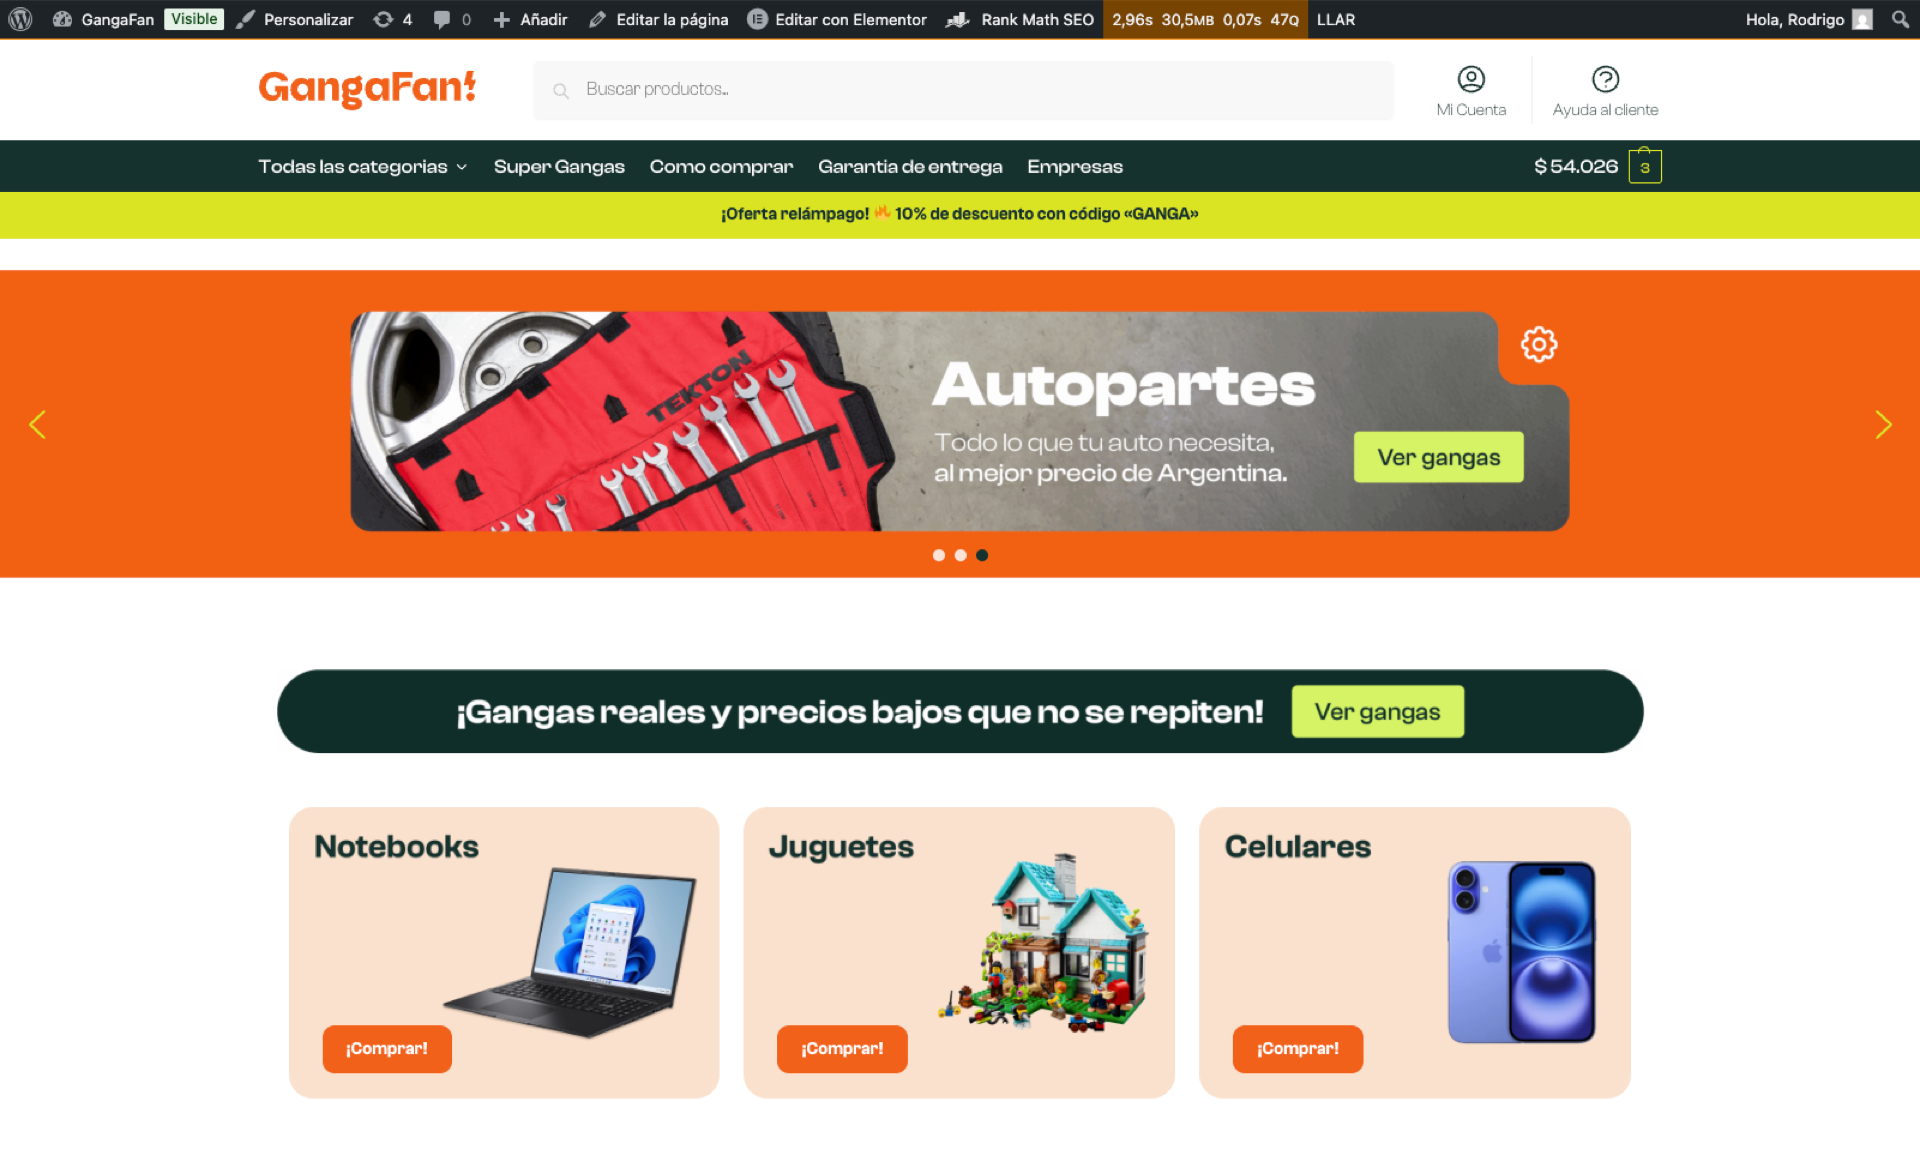 GangaFan Visible Personalizar 4 0 Añadir Editar la página Editar con Elementor Rank Math SEO 2,96s 30,5MB 0,07s 47Q LLAR Hola, Rodrigo
GangaFan!
Buscar productos..
Mi Cuenta
Ayuda al cliente
Todas las categorias Super Gangas Como comprar Garantia de entrega Empresas $ 54.026 3
¡Oferta relámpago! 🔥 10% de descuento con código «GANGA»
TEKTON
Autopartes
Todo lo que tu auto necesita,
al mejor precio de Argentina.
Ver gangas
¡Gangas reales y precios bajos que no se repiten! Ver gangas
Notebooks
¡Comprar!
Juguetes
¡Comprar!
Celulares
¡Comprar!